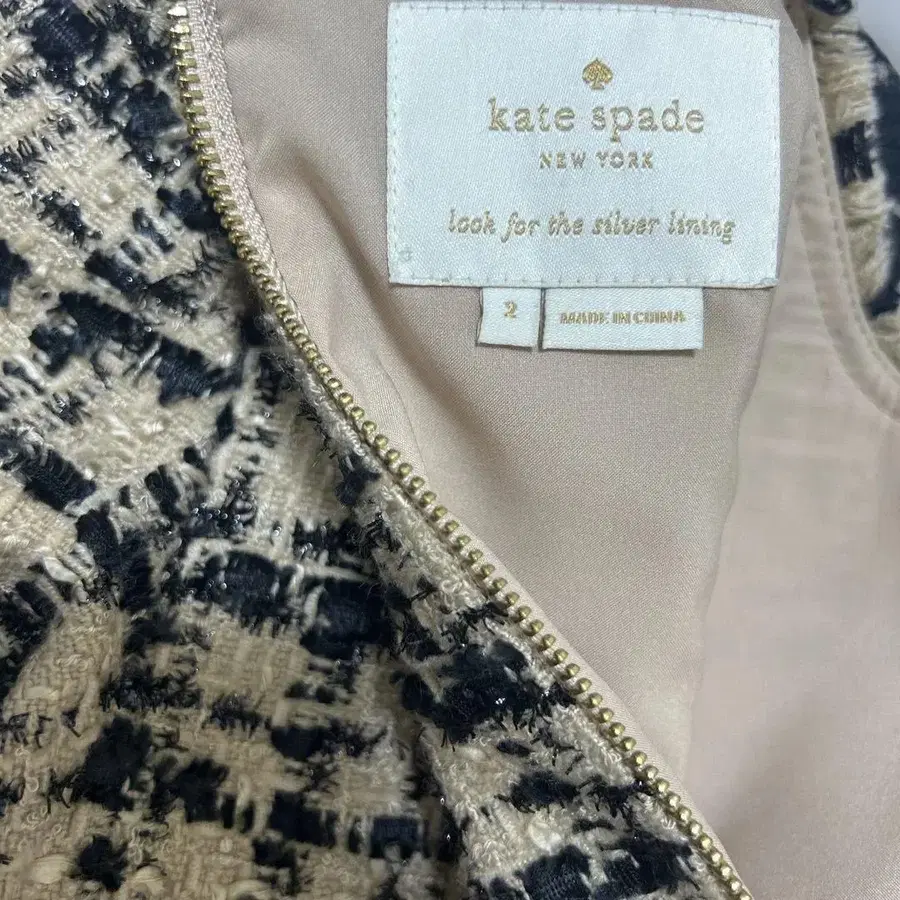 kate spade
NEW YORK
look for the silver lining
2
MADE IN CHINA